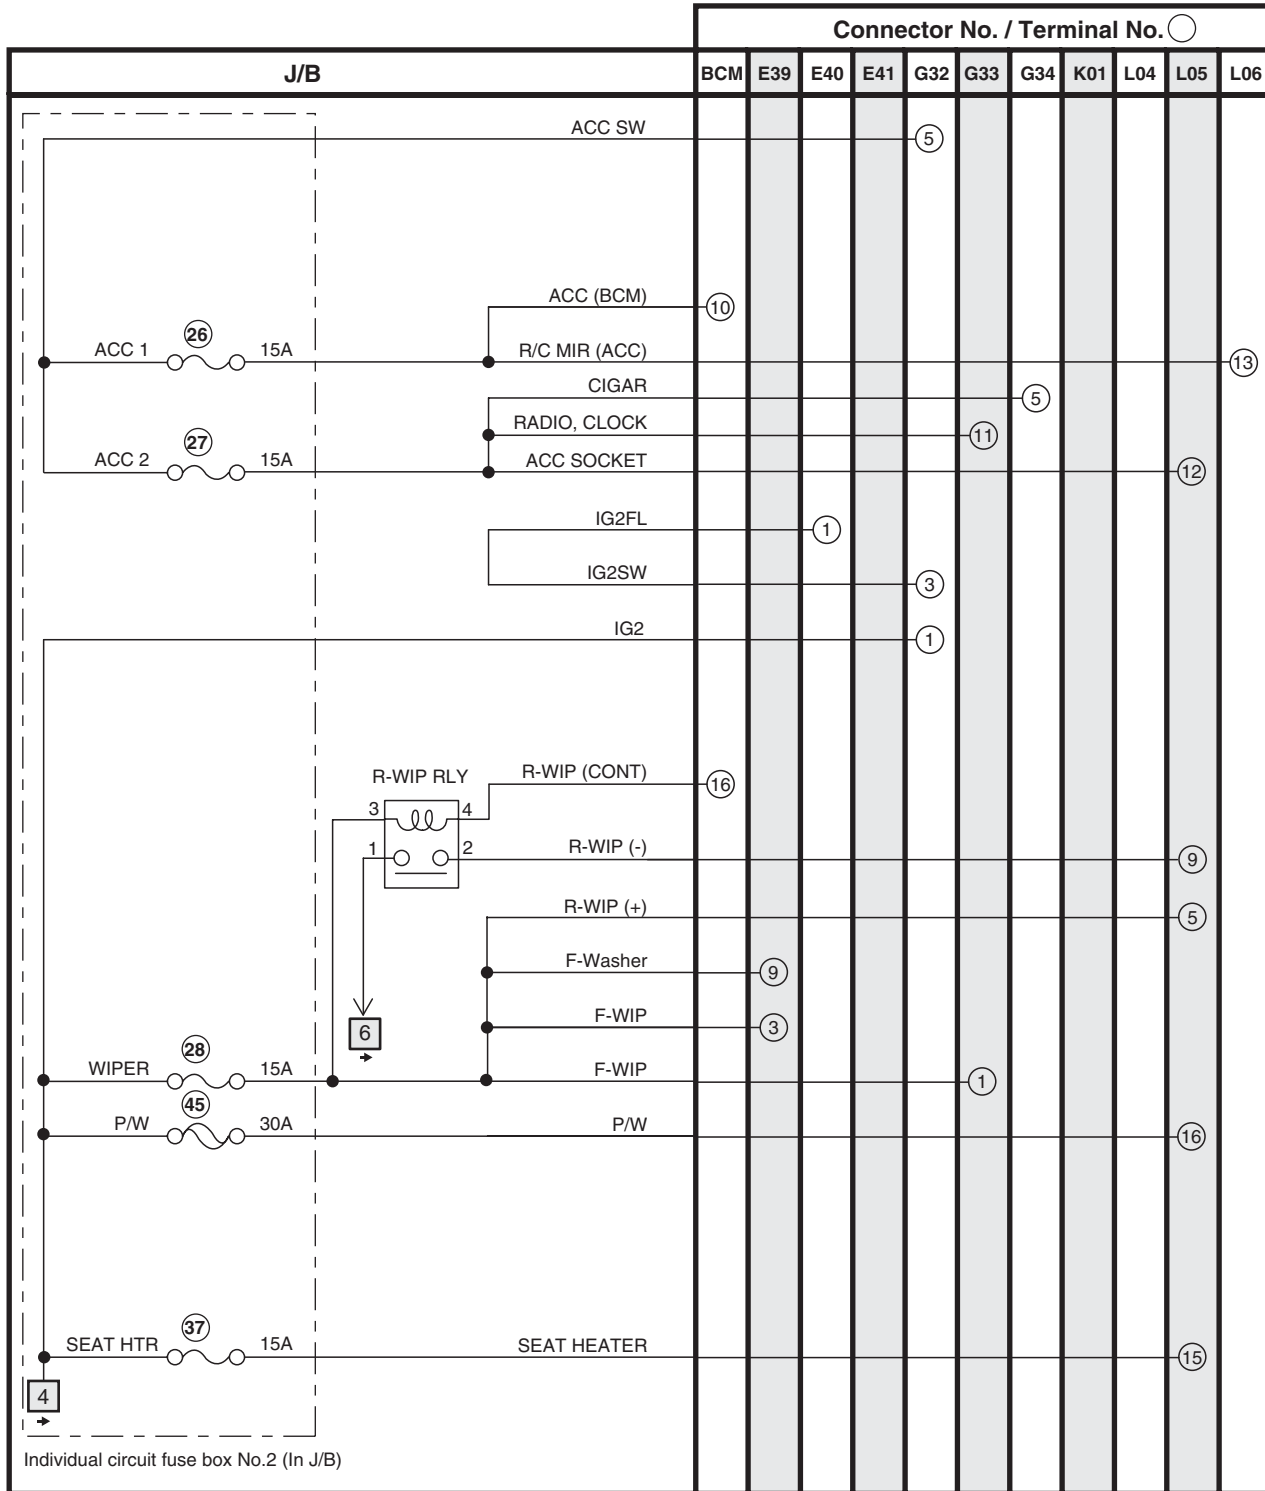 Connector No. / Terminal No.
J/B BCM E39 E40 E41 G32 G33 G34 K01 L04 L05 L06
ACC SW 5
ACC (BCM) 10
26
ACC 1 15A R/C MIR (ACC) 13
CIGAR 5
RADIO, CLOCK 11
27
ACC 2 15A ACC SOCKET 12
IG2FL 1
IG2SW 3
IG2 1
R-WIP RLY R-WIP (CONT) 16
3 4
1 2 R-WIP (-) 9
R-WIP (+) 5
F-Washer 9
F-WIP 3
6
28
WIPER 15A F-WIP 1
45
P/W 30A P/W 16
37
SEAT HTR 15A SEAT HEATER 15
4
Individual circuit fuse box No.2 (In J/B)